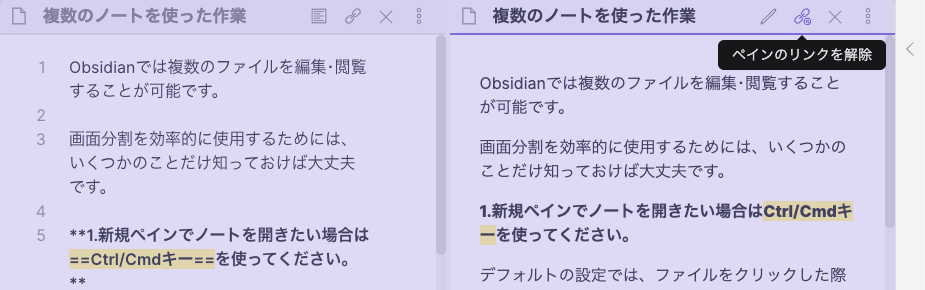 複数のノートを使った作業
1 Obsidianでは複数のファイルを編集･閲覧
することが可能です。
2
3 画面分割を効率的に使用するためには、
いくつかのことだけ知っておけば大丈夫
です。
4
5 **1.新規ペインでノートを開きたい場合は
==Ctrl/Cmdキー==を使ってください。
**
複数のノートを使った作業
ペインのリンクを解除
Obsidianでは複数のファイルを編集･閲覧すること
が可能です。
画面分割を効率的に使用するためには、いくつかの
ことだけ知っておけば大丈夫です。
1.新規ペインでノートを開きたい場合はCtrl/Cmdキ
ーを使ってください。
デフォルトの設定では、ファイルをクリックした際